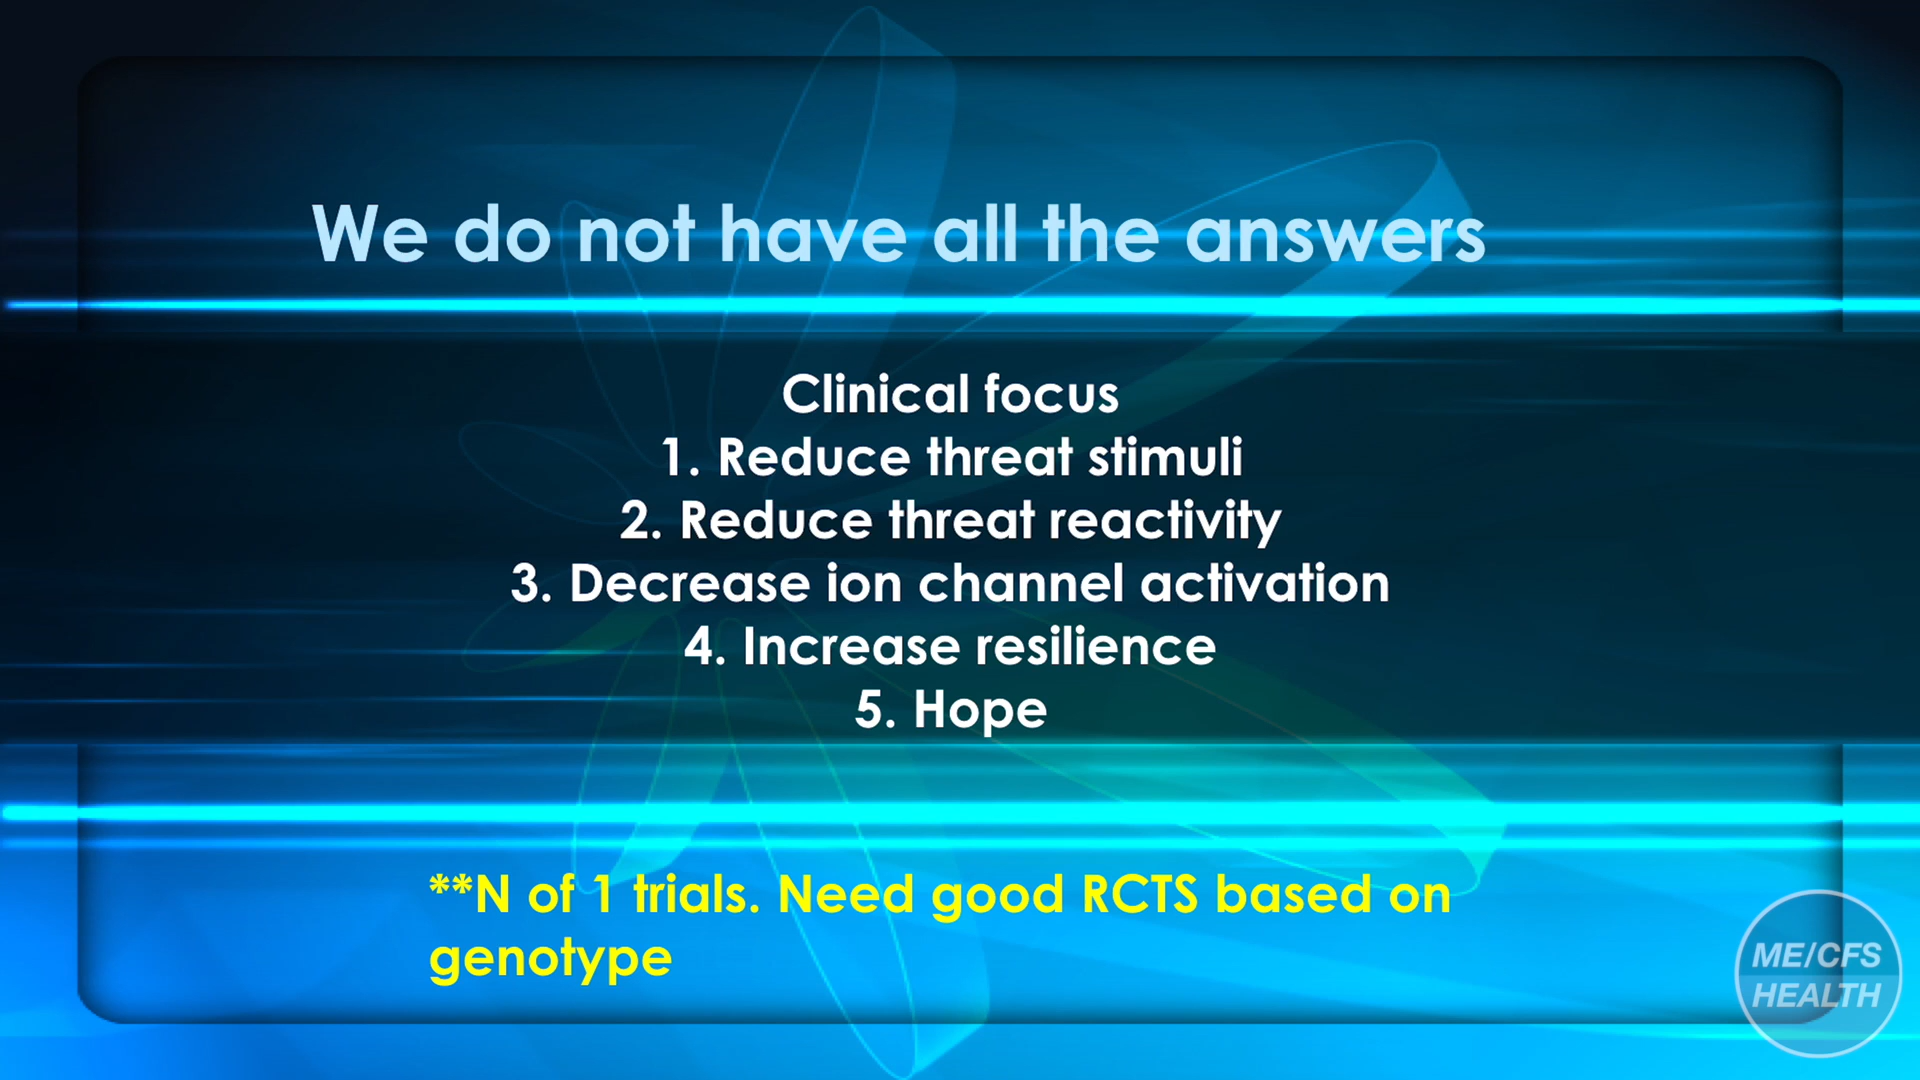 We do not have all the answers
Clinical focus
1. Reduce threat stimuli
2. Reduce threat reactivity
3. Decrease ion channel activation
4. Increase resilience
5. Hope
**N of 1 trials. Need good RCTS based on
genotype
ME/CFS
HEALTH